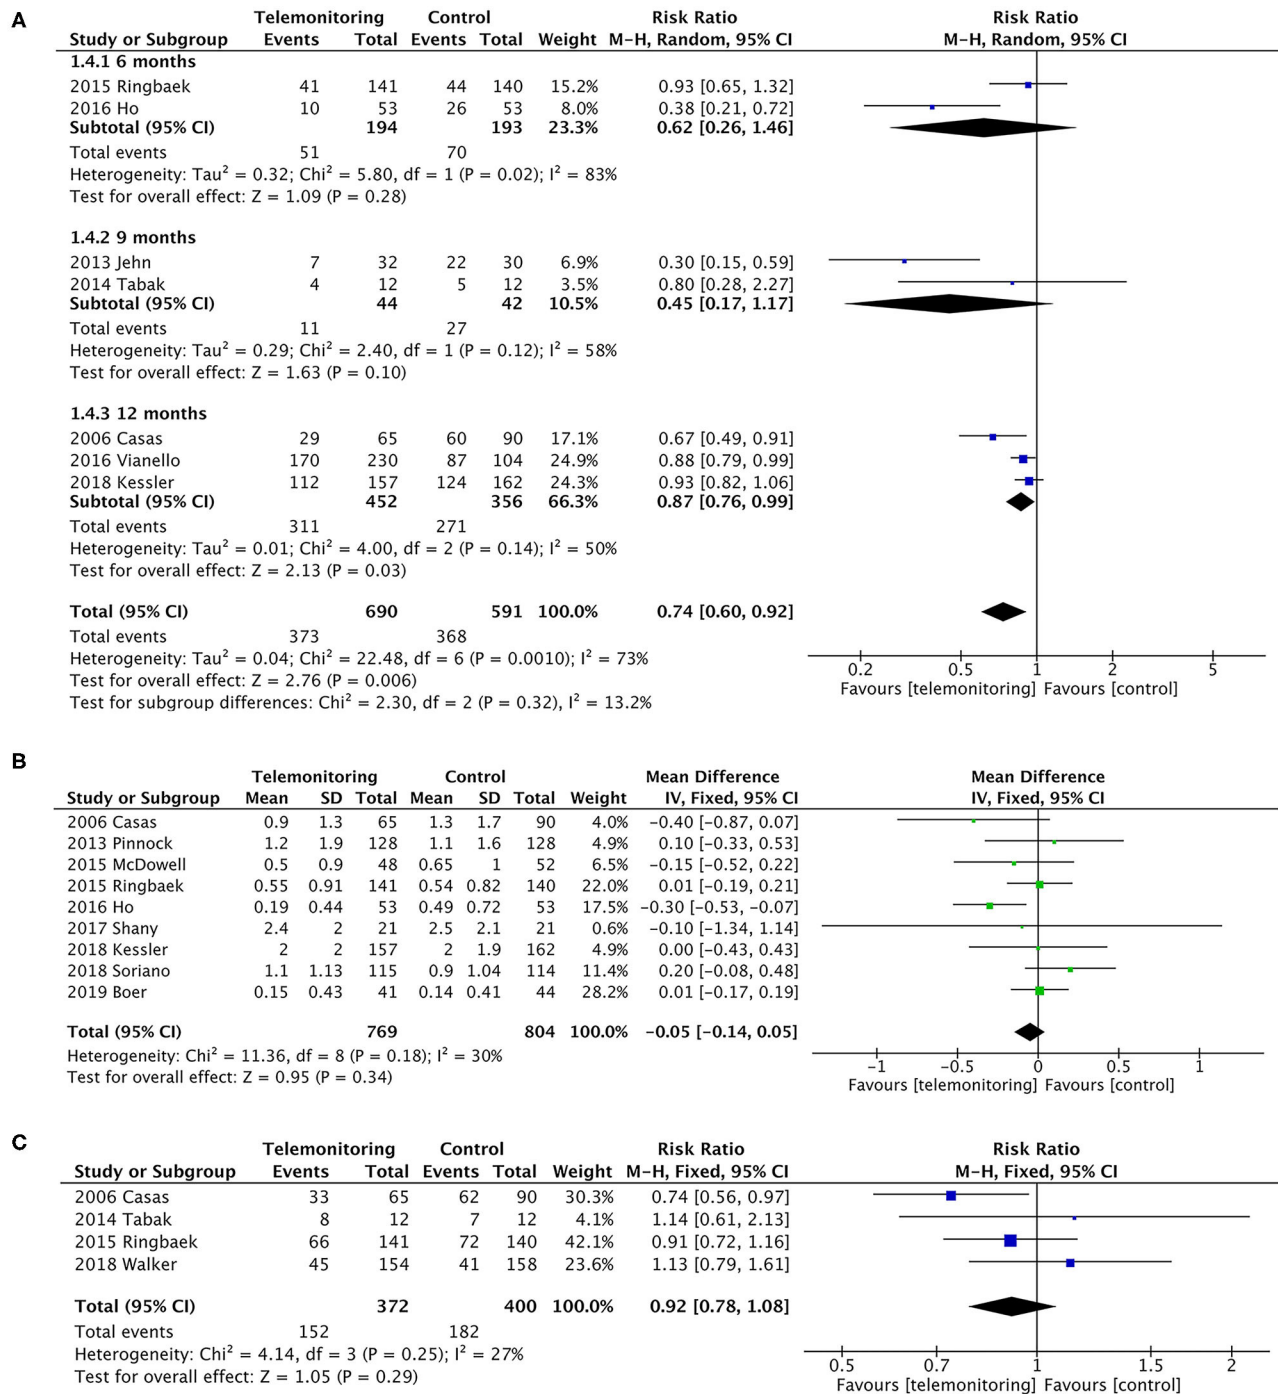 A
Telemonitoring Control Risk Ratio Risk Ratio
Study or Subgroup Events Total Events Total Weight M-H, Random, 95% CI M-H, Random, 95% CI
1.4.1 6 months
2015 Ringbaek 41 141 44 140 15.2% 0.93 [0.65, 1.32]
2016 Ho 10 53 26 53 8.0% 0.38 [0.21, 0.72]
Subtotal (95% CI) 194 193 23.3% 0.62 [0.26, 1.46]
Total events 51 70
Heterogeneity: Tau² = 0.32; Chi² = 5.80, df = 1 (P = 0.02); I² = 83%
Test for overall effect: Z = 1.09 (P = 0.28)
1.4.2 9 months
2013 Jehn 7 32 22 30 6.9% 0.30 [0.15, 0.59]
2014 Tabak 4 12 5 12 3.5% 0.80 [0.28, 2.27]
Subtotal (95% CI) 44 42 10.5% 0.45 [0.17, 1.17]
Total events 11 27
Heterogeneity: Tau² = 0.29; Chi² = 2.40, df = 1 (P = 0.12); I² = 58%
Test for overall effect: Z = 1.63 (P = 0.10)
1.4.3 12 months
2006 Casas 29 65 60 90 17.1% 0.67 [0.49, 0.91]
2016 Vianello 170 230 87 104 24.9% 0.88 [0.79, 0.99]
2018 Kessler 112 157 124 162 24.3% 0.93 [0.82, 1.06]
Subtotal (95% CI) 452 356 66.3% 0.87 [0.76, 0.99]
Total events 311 271
Heterogeneity: Tau² = 0.01; Chi² = 4.00, df = 2 (P = 0.14); I² = 50%
Test for overall effect: Z = 2.13 (P = 0.03)
Total (95% CI) 690 591 100.0% 0.74 [0.60, 0.92]
Total events 373 368
Heterogeneity: Tau² = 0.04; Chi² = 22.48, df = 6 (P = 0.0010); I² = 73%
Test for overall effect: Z = 2.76 (P = 0.006)
Test for subgroup differences: Chi² = 2.30, df = 2 (P = 0.32), I² = 13.2%
0.2 0.5 1 2 5
Favours [telemonitoring] Favours [control]
B
Telemonitoring Control Mean Difference Mean Difference
Study or Subgroup Mean SD Total Mean SD Total Weight IV, Fixed, 95% CI IV, Fixed, 95% CI
2006 Casas 0.9 1.3 65 1.3 1.7 90 4.0% −0.40 [−0.87, 0.07]
2013 Pinnock 1.2 1.9 128 1.1 1.6 128 4.9% 0.10 [−0.33, 0.53]
2015 McDowell 0.5 0.9 48 0.65 1 52 6.5% −0.15 [−0.52, 0.22]
2015 Ringbaek 0.55 0.91 141 0.54 0.82 140 22.0% 0.01 [−0.19, 0.21]
2016 Ho 0.19 0.44 53 0.49 0.72 53 17.5% −0.30 [−0.53, −0.07]
2017 Shany 2.4 2 21 2.5 2.1 21 0.6% −0.10 [−1.34, 1.14]
2018 Kessler 2 2 157 2 1.9 162 4.9% 0.00 [−0.43, 0.43]
2018 Soriano 1.1 1.13 115 0.9 1.04 114 11.4% 0.20 [−0.08, 0.48]
2019 Boer 0.15 0.43 41 0.14 0.41 44 28.2% 0.01 [−0.17, 0.19]
Total (95% CI) 769 804 100.0% −0.05 [−0.14, 0.05]
Heterogeneity: Chi² = 11.36, df = 8 (P = 0.18); I² = 30%
Test for overall effect: Z = 0.95 (P = 0.34)
−1 −0.5 0 0.5 1
Favours [telemonitoring] Favours [control]
C
Telemonitoring Control Risk Ratio Risk Ratio
Study or Subgroup Events Total Events Total Weight M-H, Fixed, 95% CI M-H, Fixed, 95% CI
2006 Casas 33 65 62 90 30.3% 0.74 [0.56, 0.97]
2014 Tabak 8 12 7 12 4.1% 1.14 [0.61, 2.13]
2015 Ringbaek 66 141 72 140 42.1% 0.91 [0.72, 1.16]
2018 Walker 45 154 41 158 23.6% 1.13 [0.79, 1.61]
Total (95% CI) 372 400 100.0% 0.92 [0.78, 1.08]
Total events 152 182
Heterogeneity: Chi² = 4.14, df = 3 (P = 0.25); I² = 27%
Test for overall effect: Z = 1.05 (P = 0.29)
0.5 0.7 1 1.5 2
Favours [telemonitoring] Favours [control]